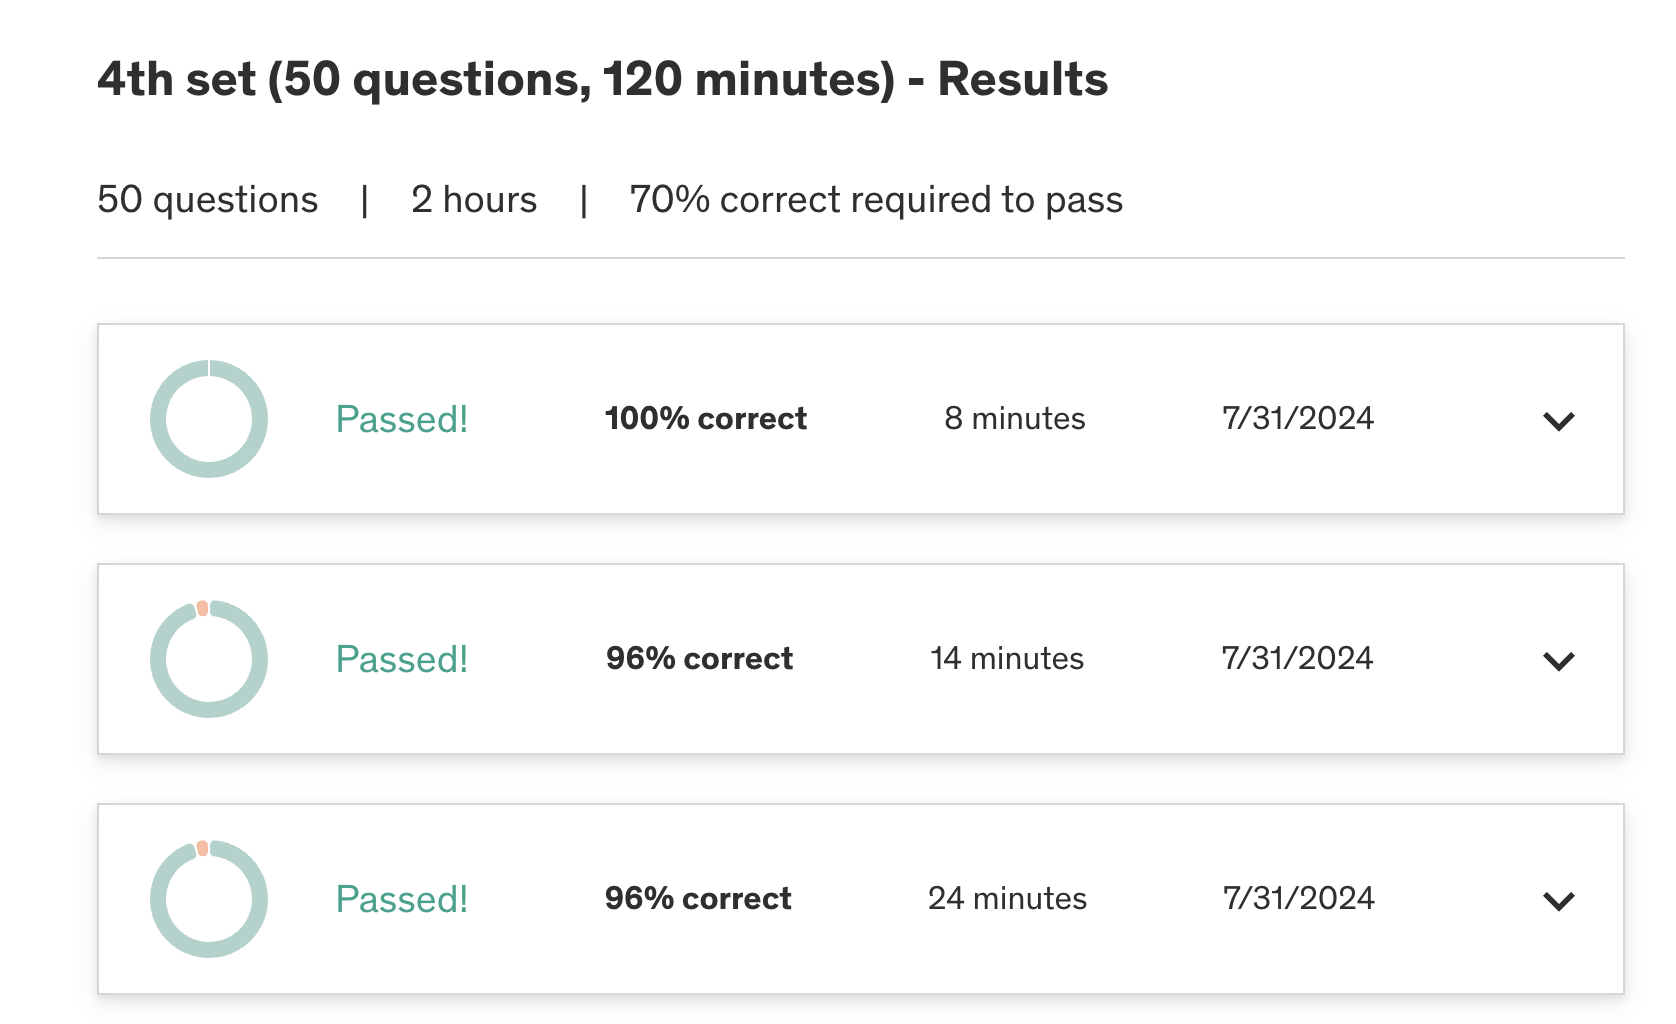 4th set (50 questions, 120 minutes) - Results
50 questions | 2 hours | 70% correct required to pass
Passed! 100% correct 8 minutes 7/31/2024
Passed! 96% correct 14 minutes 7/31/2024
Passed! 96% correct 24 minutes 7/31/2024